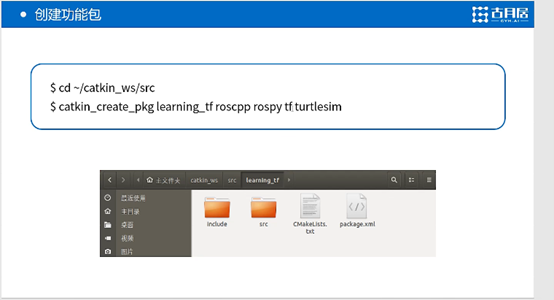 创建功能包
古月居
GYH.AI
$ cd ~/catkin_ws/src
$ catkin_create_pkg learning_tf roscpp rospy tf turtlesim
主文件夹 catkin_ws src learning_tf
最近使用
主目录
桌面
视频
图片
include
src
CMakeLists.
txt
package.xml